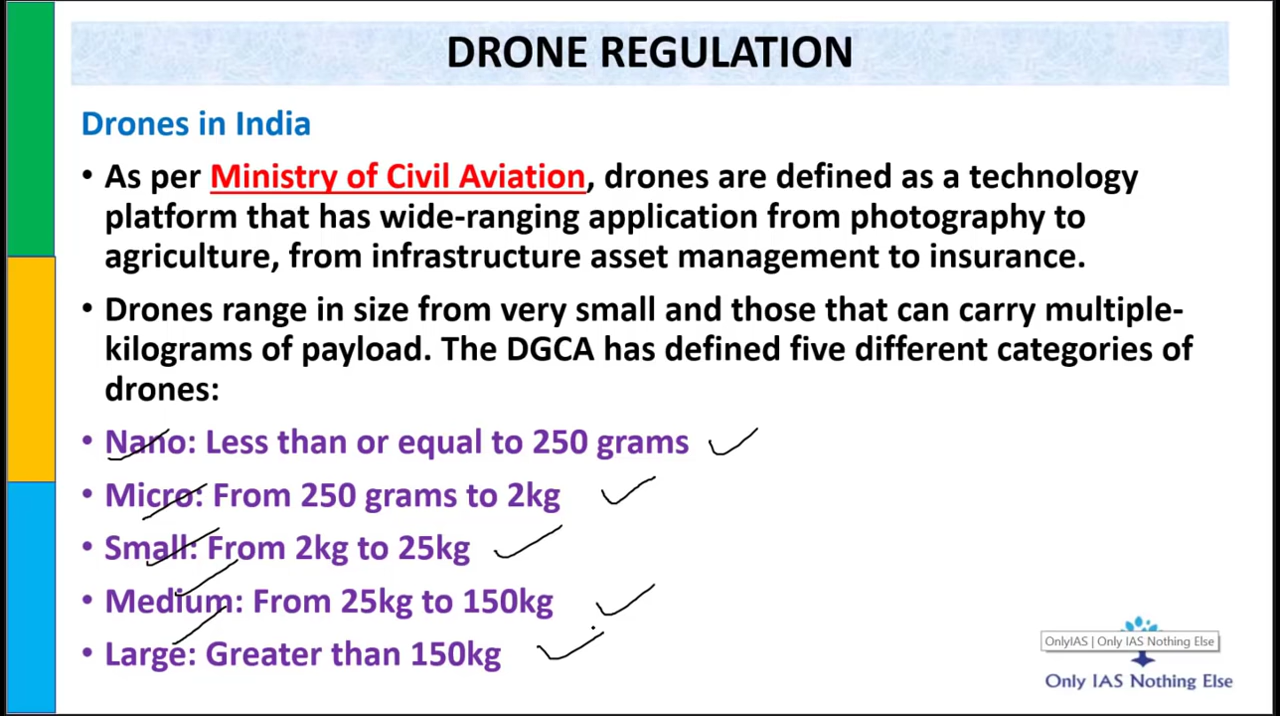 DRONE REGULATION
Drones in India
• As per Ministry of Civil Aviation, drones are defined as a technology
platform that has wide-ranging application from photography to
agriculture, from infrastructure asset management to insurance.
• Drones range in size from very small and those that can carry multiple-
kilograms of payload. The DGCA has defined five different categories of
drones:
• Nano: Less than or equal to 250 grams
• Micro: From 250 grams to 2kg
• Small: From 2kg to 25kg
• Medium: From 25kg to 150kg
• Large: Greater than 150kg
OnlyIAS | Only IAS Nothing Else
Only IAS Nothing Else